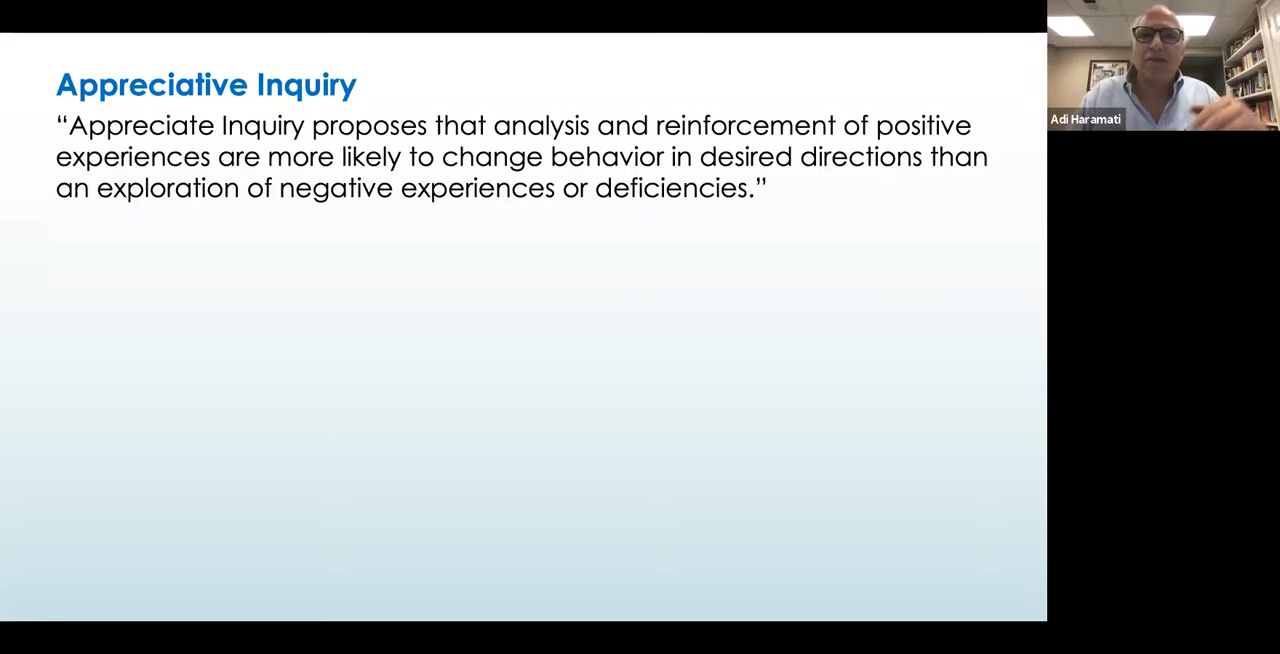 Appreciative Inquiry
“Appreciate Inquiry proposes that analysis and reinforcement of positive
experiences are more likely to change behavior in desired directions than
an exploration of negative experiences or deficiencies.”
Adi Haramati